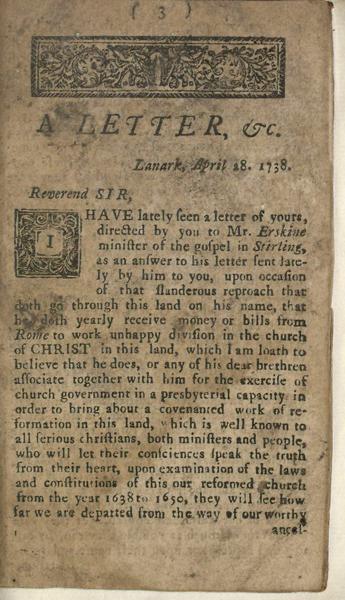 ( 3 )
A LETTER, &c.
Lanark, April 28. 1738.
Reverend SIR,
I HAVE lately ſeen a letter of yours,
directed by you to Mr. Erskine
miniſter of the goſpel in Stirling,
as an anſwer to his letter ſent late-
ly by him to you, upon occaſion
of that ſlanderous reproach that
doth go through this land on his name, that
he doth yearly receive money or bills from
Rome to work unhappy diviſion in the church
of CHRIST in this land, which I am loath to
believe that he does, or any of his dear brethren
aſſociate together with him for the exerciſe of
church government in a presbyterial capacity in
order to bring about a covenanted work of re-
formation in this land, which is well known to
all ſerious chriſtians, both miniſters and people,
who will let their conſciences ſpeak the truth
from their heart, upon examination of the laws
and conſtitutions of this our reformed church
from the year 1638 to 1650, they will ſee how
far we are departed from the way of our worthy
anceſ-